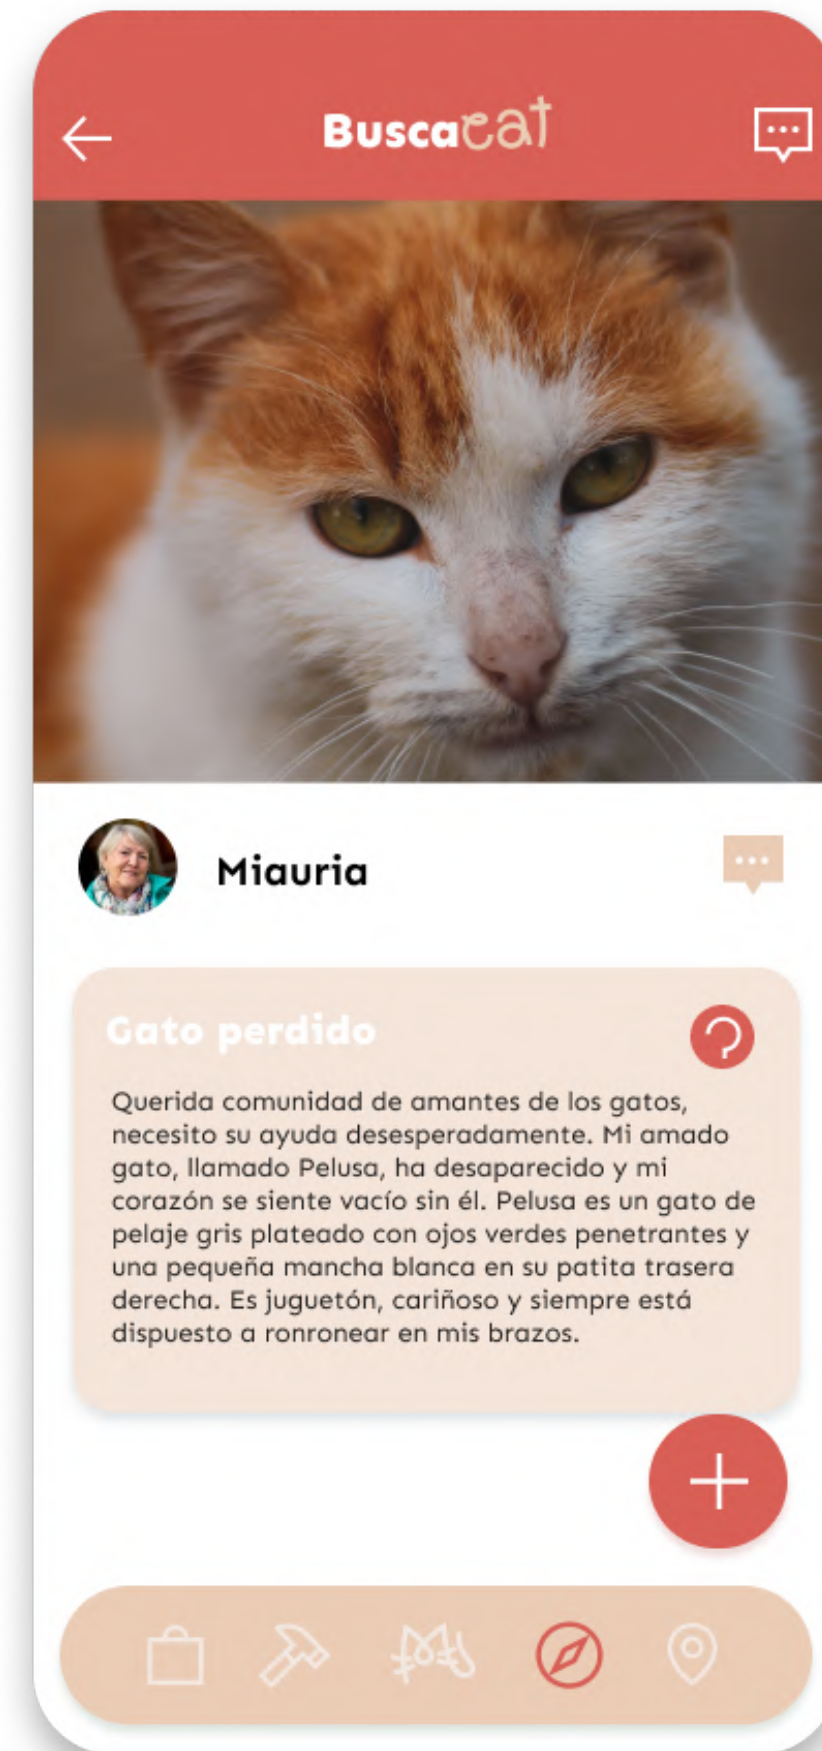 Buscacat
Miauria
Gato perdido
Querida comunidad de amantes de los gatos,
necesito su ayuda desesperadamente. Mi amado
gato, llamado Pelusa, ha desaparecido y mi
corazón se siente vacío sin él. Pelusa es un gato de
pelaje gris plateado con ojos verdes penetrantes y
una pequeña mancha blanca en su patita trasera
derecha. Es juguetón, cariñoso y siempre está
dispuesto a ronronear en mis brazos.